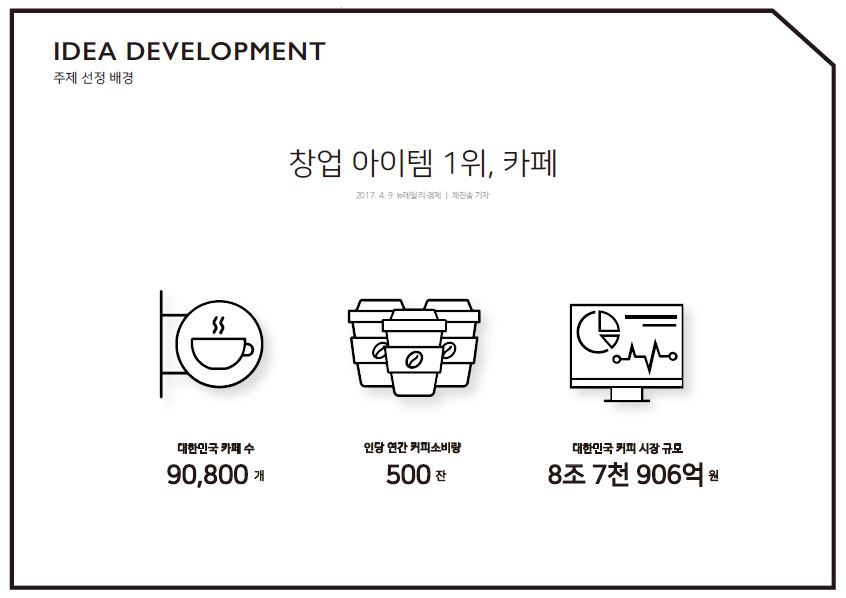 IDEA DEVELOPMENT
주제 선정 배경
창업 아이템 1위, 카페
2017. 4. 9 뉴데일리경제 | 채진솔 기자
대한민국 카페 수
90,800 개
인당 연간 커피소비량
500 잔
대한민국 커피 시장 규모
8조 7천 906억 원